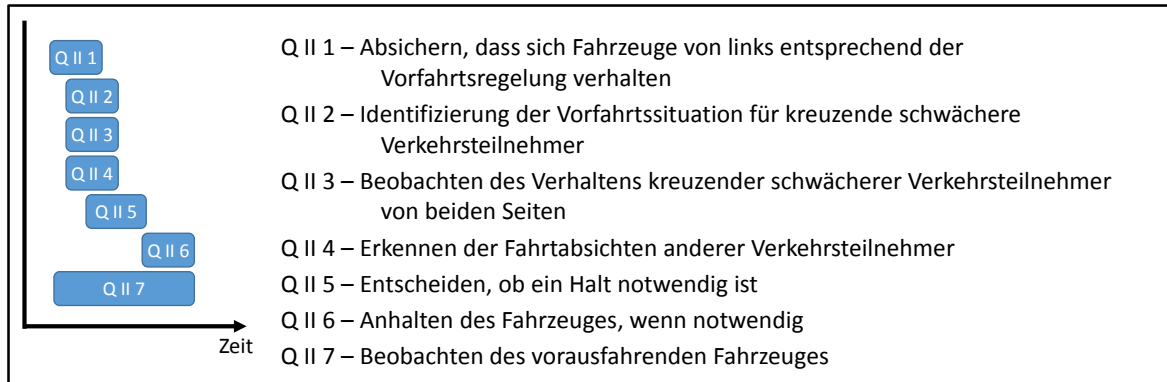 Q II 1
Q II 2
Q II 3
Q II 4
Q II 5
Q II 6
Q II 7
Zeit
Q II 1 – Absichern, dass sich Fahrzeuge von links entsprechend der
Vorfahrtsregelung verhalten
Q II 2 – Identifizierung der Vorfahrtssituation für kreuzende schwächere
Verkehrsteilnehmer
Q II 3 – Beobachten des Verhaltens kreuzender schwächerer Verkehrsteilnehmer
von beiden Seiten
Q II 4 – Erkennen der Fahrtabsichten anderer Verkehrsteilnehmer
Q II 5 – Entscheiden, ob ein Halt notwendig ist
Q II 6 – Anhalten des Fahrzeuges, wenn notwendig
Q II 7 – Beobachten des vorausfahrenden Fahrzeuges